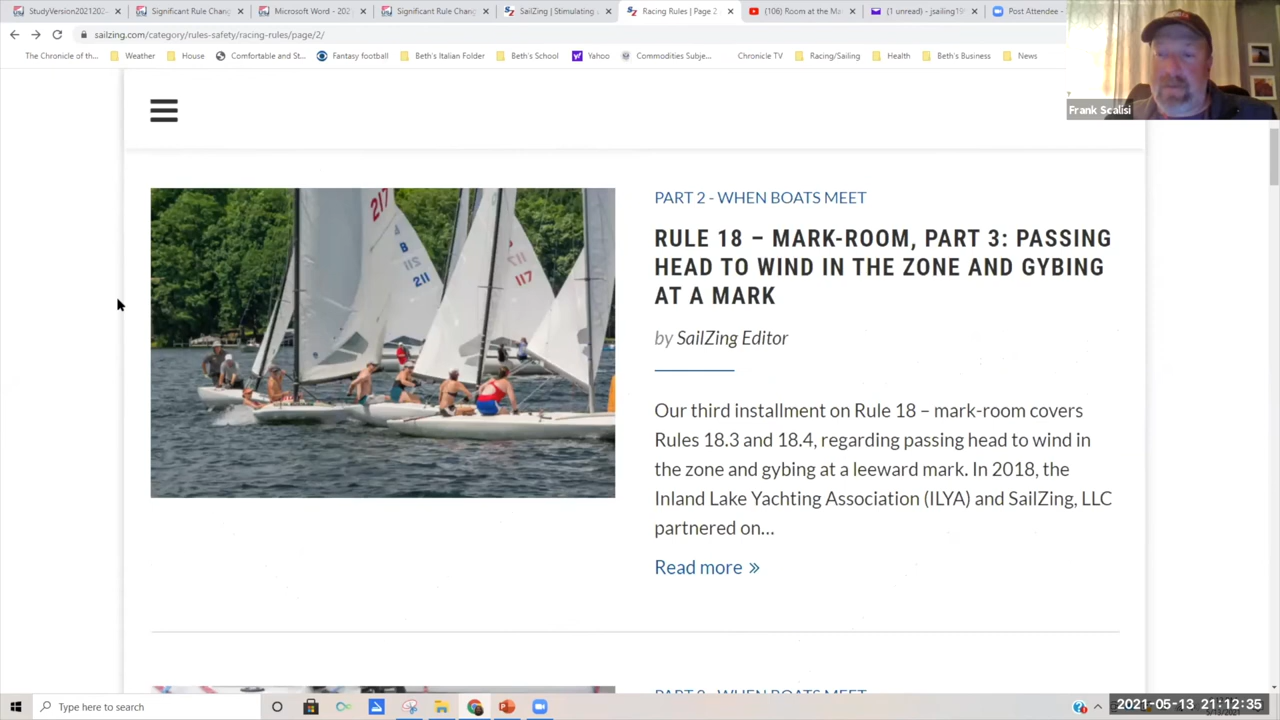 StudyVersion2021202
Significant Rule Chang
Microsoft Word - 202
Significant Rule Chang
SailZing | Stimulating
Racing Rules | Page 2
(106) Room at the Ma
(1 unread) - jsailing19
Post Attendee -
sailzing.com/category/rules-safety/racing-rules/page/2/
The Chronicle of th...
Weather
House
Comfortable and St...
Fantasy football
Beth's Italian Folder
Beth's School
Yahoo
Commodities Subje...
Chronicle TV
Racing/Sailing
Health
Beth's Business
News
Frank Scalisi
217
211
117
PART 2 - WHEN BOATS MEET
RULE 18 – MARK-ROOM, PART 3: PASSING
HEAD TO WIND IN THE ZONE AND GYBING
AT A MARK
by SailZing Editor
Our third installment on Rule 18 – mark-room covers
Rules 18.3 and 18.4, regarding passing head to wind in
the zone and gybing at a leeward mark. In 2018, the
Inland Lake Yachting Association (ILYA) and SailZing, LLC
partnered on...
Read more »
Type here to search
2021-05-13 21:12:35